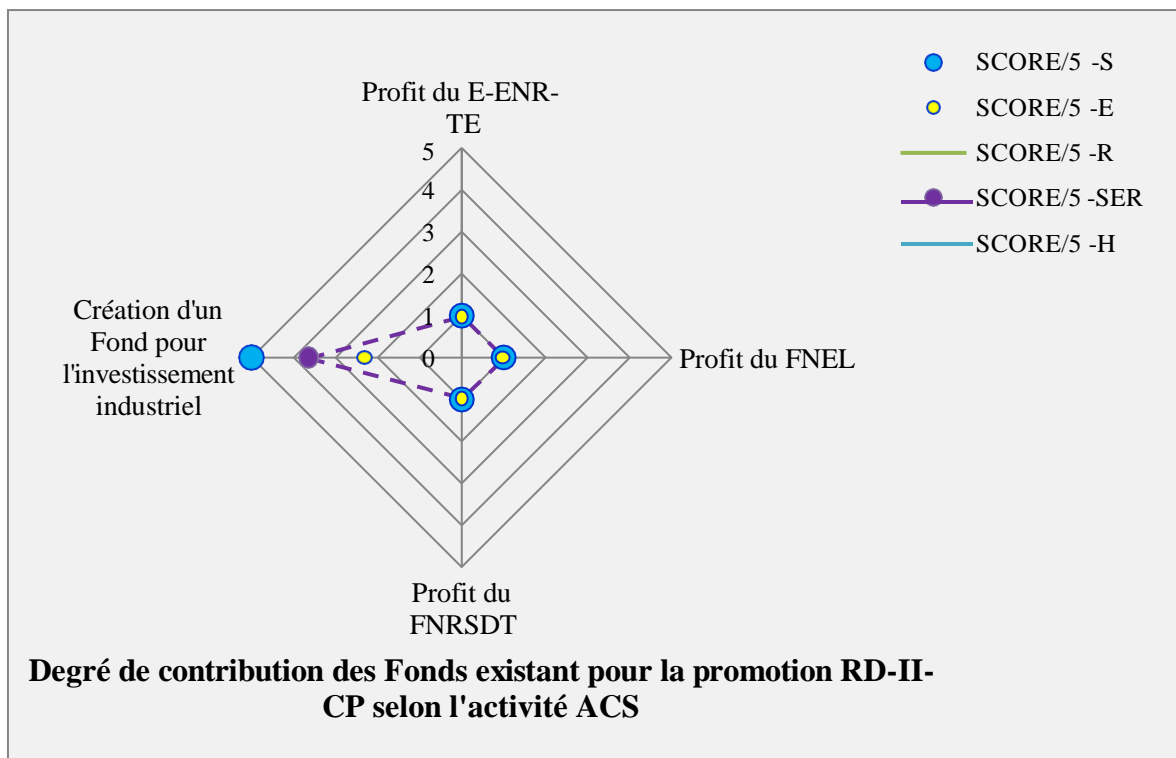 SCORE/5 -S
SCORE/5 -E
SCORE/5 -R
SCORE/5 -SER
SCORE/5 -H
Profit du E-ENR-
TE
5
4
3
2
1
0
Création d'un
Fond pour
l'investissement
industriel
Profit du FNEL
Profit du
FNRSDT
Degré de contribution des Fonds existant pour la promotion RD-II-
CP selon l'activité ACS